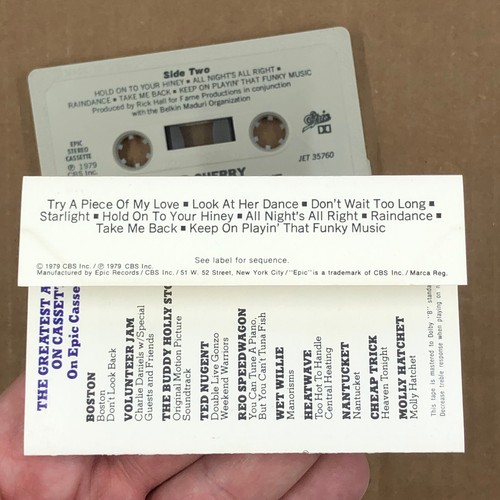 Side Two
HOLD ON TO YOUR HINEY ▪ ALL NIGHT'S ALL RIGHT ▪
RAINDANCE ▪ TAKE ME BACK ▪ KEEP ON PLAYIN' THAT FUNKY MUSIC
Produced by Rick Hall for Fame Productions in conjunction
with the Belkin Maduri Organization
EPIC
STEREO
CASSETTE
℗ 1979
CBS Inc.
Epic
JET 35760
CHERRY
Try A Piece Of My Love ▪ Look At Her Dance ▪ Don't Wait Too Long ▪
Starlight ▪ Hold On To Your Hiney ▪ All Night's All Right ▪ Raindance ▪
Take Me Back ▪ Keep On Playin' That Funky Music
See label for sequence.
© 1979 CBS Inc./ ℗ 1979 CBS Inc.
Manufactured by Epic Records/CBS Inc./51 W. 52 Street, New York City/"Epic" is a trademark of CBS Inc./Marca Reg.
THE GREATEST A
ON CASSET
On Epic Casse
BOSTON
Boston
Don't Look Back
VOLUNTEER JAM
Charlie Daniels w/Special
Guests and Friends
THE BUDDY HOLLY STO
Original Motion Picture
Soundtrack
TED NUGENT
Double Live Gonzo
Weekend Warriors
REO SPEEDWAGON
You Can Tune A Piano,
But You Can't Tuna Fish
WET WILLIE
Manorisms
HEATWAVE
Too Hot To Handle
Central Heating
NANTUCKET
Nantucket
CHEAP TRICK
Heaven Tonight
MOLLY HATCHET
Molly Hatchet
This tape is mastered to Dolby "B" standa
Decrease treble response when playing on n